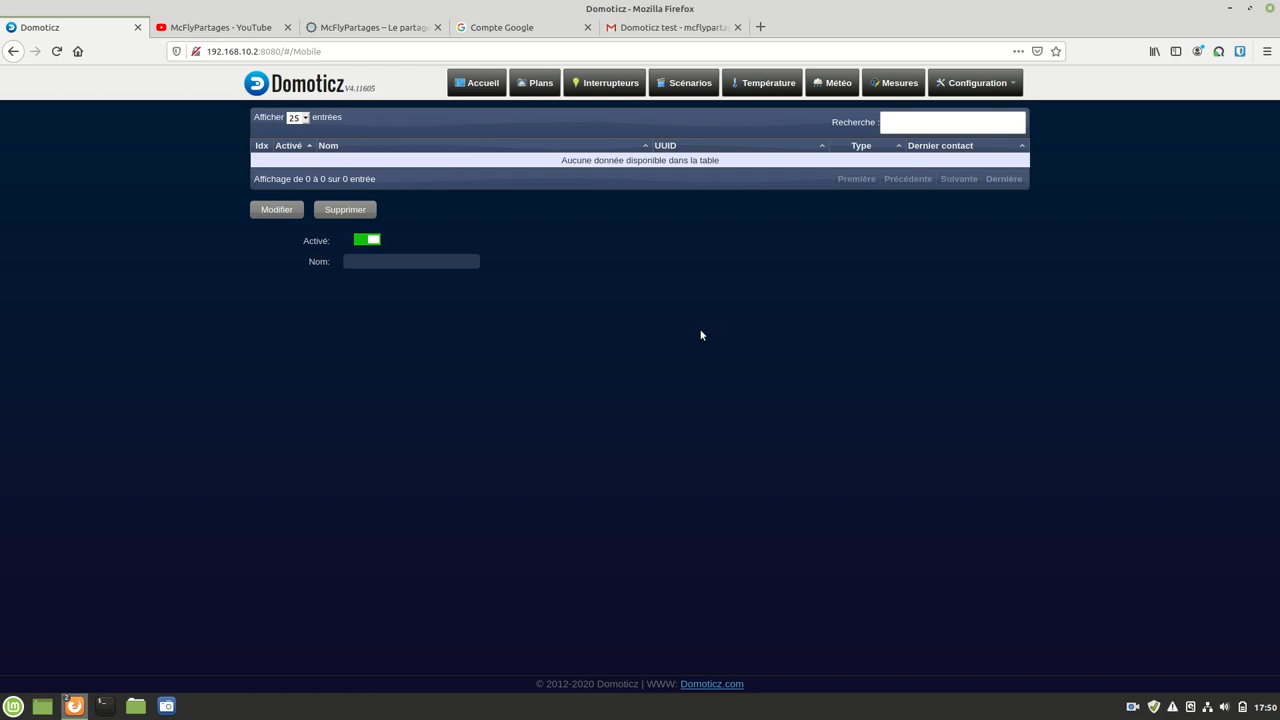 Domoticz - Mozilla Firefox
Domoticz
McFlyPartages - YouTube
McFlyPartages – Le partage
Compte Google
Domoticz test - mcflyparta
192.168.10.2:8080/#/Mobile
Domoticz V4.11605
Accueil
Plans
Interrupteurs
Scénarios
Température
Météo
Mesures
Configuration
Afficher 25 entrées
Recherche :
Idx Activé Nom UUID Type Dernier contact
Aucune donnée disponible dans la table
Affichage de 0 à 0 sur 0 entrée
Première Précédente Suivante Dernière
Modifier
Supprimer
Activé:
Nom:
© 2012-2020 Domoticz | WWW: Domoticz.com
2
17:50